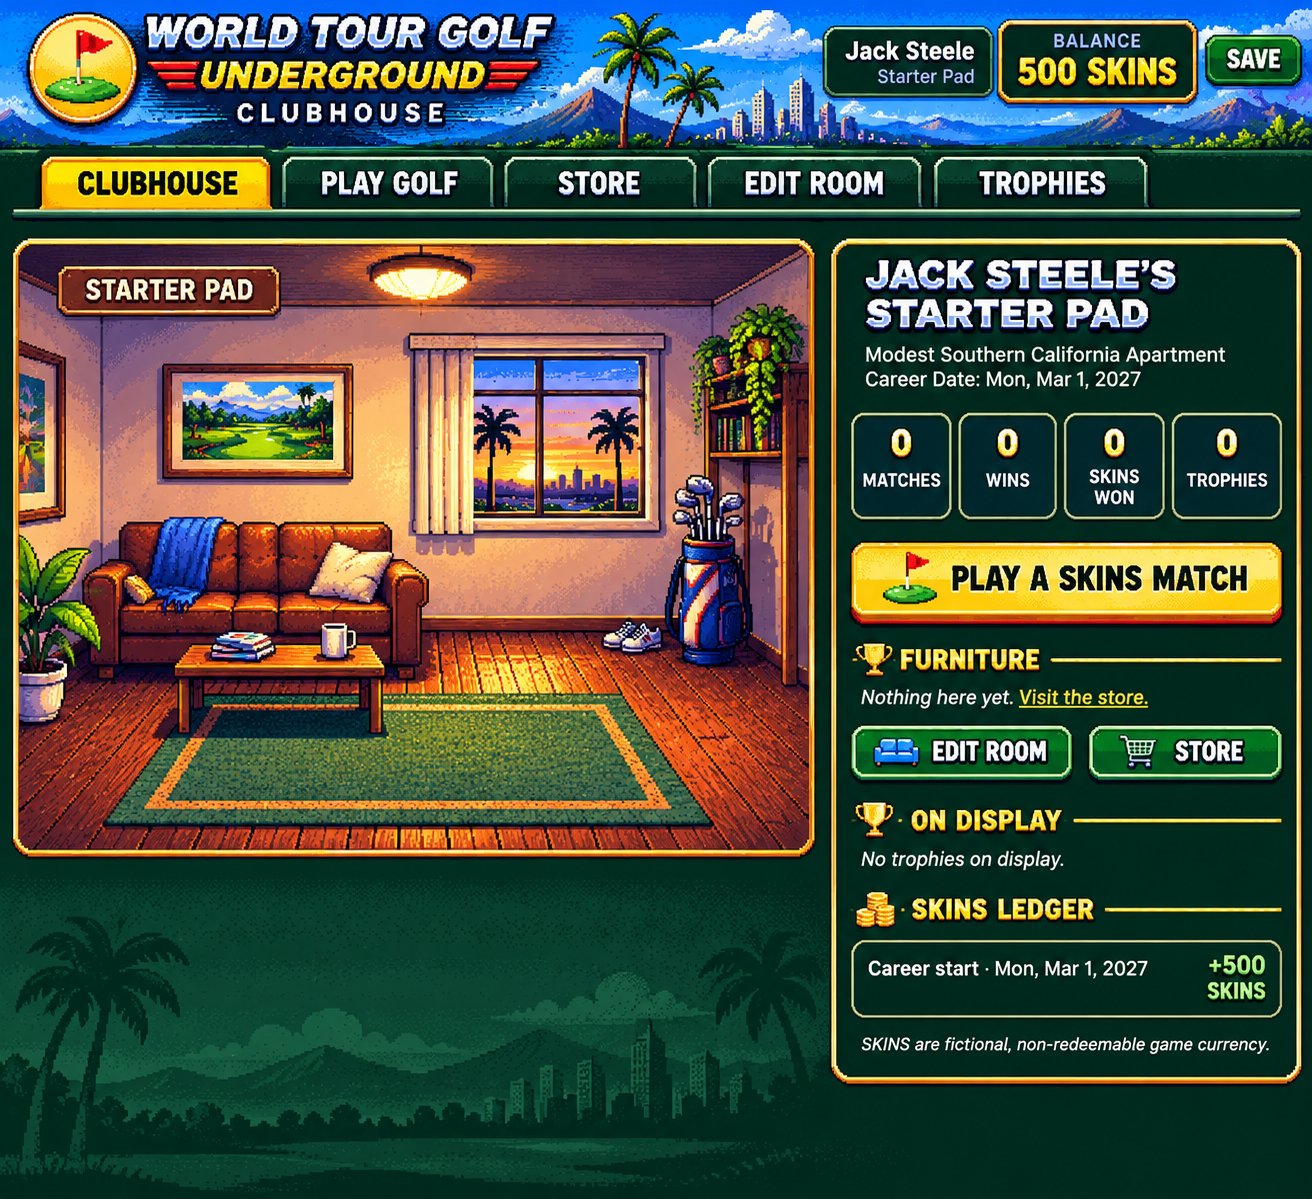 WORLD TOUR GOLF
UNDERGROUND
CLUBHOUSE
Jack Steele
Starter Pad
BALANCE
500 SKINS
SAVE
CLUBHOUSE
PLAY GOLF
STORE
EDIT ROOM
TROPHIES
STARTER PAD
JACK STEELE'S
STARTER PAD
Modest Southern California Apartment
Career Date: Mon, Mar 1, 2027
0
MATCHES
0
WINS
0
SKINS
WON
0
TROPHIES
PLAY A SKINS MATCH
FURNITURE
Nothing here yet. Visit the store.
EDIT ROOM
STORE
ON DISPLAY
No trophies on display.
SKINS LEDGER
Career start · Mon, Mar 1, 2027
+500
SKINS
SKINS are fictional, non-redeemable game currency.